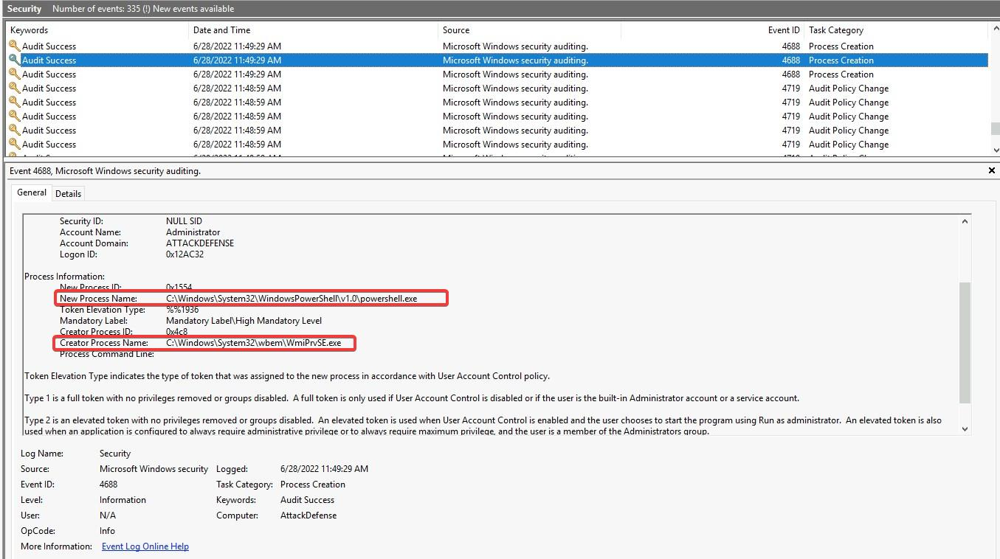 Security Number of events: 335 (!) New events available
Keywords Date and Time Source Event ID Task Category
Audit Success 6/28/2022 11:49:29 AM Microsoft Windows security auditing. 4688 Process Creation
Audit Success 6/28/2022 11:49:29 AM Microsoft Windows security auditing. 4688 Process Creation
Audit Success 6/28/2022 11:49:29 AM Microsoft Windows security auditing. 4688 Process Creation
Audit Success 6/28/2022 11:48:59 AM Microsoft Windows security auditing. 4719 Audit Policy Change
Audit Success 6/28/2022 11:48:59 AM Microsoft Windows security auditing. 4719 Audit Policy Change
Audit Success 6/28/2022 11:48:59 AM Microsoft Windows security auditing. 4719 Audit Policy Change
Audit Success 6/28/2022 11:48:59 AM Microsoft Windows security auditing. 4719 Audit Policy Change
Audit Success 6/28/2022 11:48:59 AM Microsoft Windows security auditing. 4719 Audit Policy Change
Event 4688, Microsoft Windows security auditing.
General Details
Security ID: NULL SID
Account Name: Administrator
Account Domain: ATTACKDEFENSE
Logon ID: 0x12AC32
Process Information:
New Process ID: 0x1554
New Process Name: C:\Windows\System32\WindowsPowerShell\v1.0\powershell.exe
Token Elevation Type: %%1936
Mandatory Label: Mandatory Label\High Mandatory Level
Creator Process ID: 0x4c8
Creator Process Name: C:\Windows\System32\wbem\WmiPrvSE.exe
Process Command Line:
Token Elevation Type indicates the type of token that was assigned to the new process in accordance with User Account Control policy.
Type 1 is a full token with no privileges removed or groups disabled. A full token is only used if User Account Control is disabled or if the user is the built-in Administrator account or a service account.
Type 2 is an elevated token with no privileges removed or groups disabled. An elevated token is used when User Account Control is enabled and the user chooses to start the program using Run as administrator. An elevated token is also
used when an application is configured to always require administrative privilege or to always require maximum privilege, and the user is a member of the Administrators group.
Log Name: Security
Source: Microsoft Windows security Logged: 6/28/2022 11:49:29 AM
Event ID: 4688 Task Category: Process Creation
Level: Information Keywords: Audit Success
User: N/A Computer: AttackDefense
OpCode: Info
More Information: Event Log Online Help